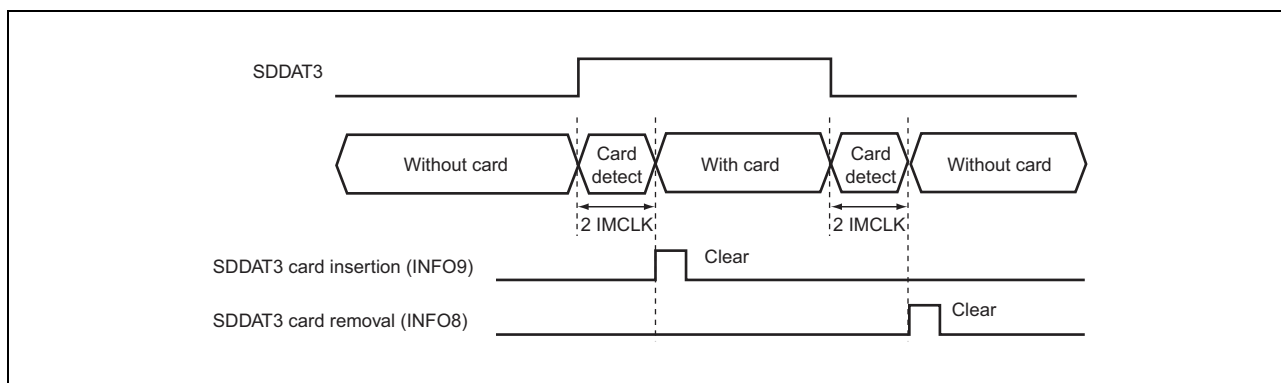 SDDAT3
Without card
Card
detect
With card
Card
detect
Without card
2 IMCLK
2 IMCLK
SDDAT3 card insertion (INFO9)
Clear
SDDAT3 card removal (INFO8)
Clear